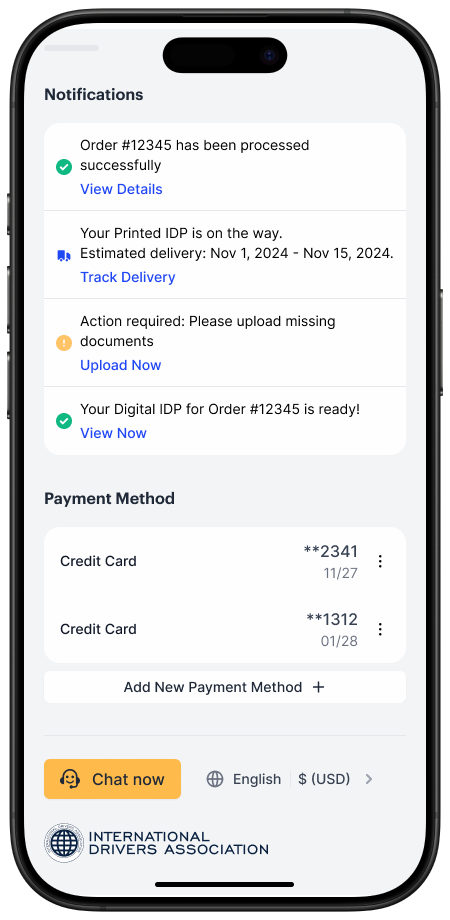 Notifications
Order #12345 has been processed
successfully
View Details
Your Printed IDP is on the way.
Estimated delivery: Nov 1, 2024 - Nov 15, 2024.
Track Delivery
Action required: Please upload missing
documents
Upload Now
Your Digital IDP for Order #12345 is ready!
View Now
Payment Method
Credit Card
**2341
11/27
Credit Card
**1312
01/28
Add New Payment Method +
Chat now
English
$ (USD)
INTERNATIONAL
DRIVERS ASSOCIATION